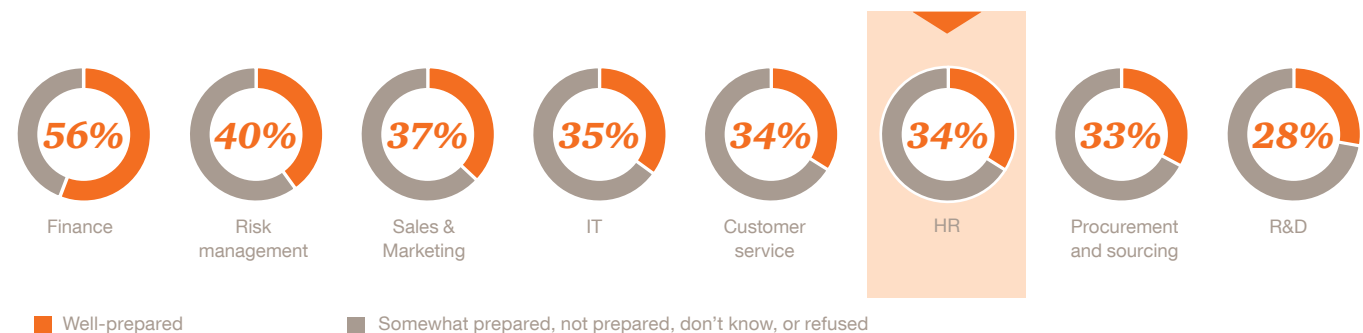 56%
40%
37%
35%
34%
34%
33%
28%
Finance
Risk
management
Sales &
Marketing
IT
Customer
service
HR
Procurement
and sourcing
R&D
Well-prepared
Somewhat prepared, not prepared, don't know, or refused